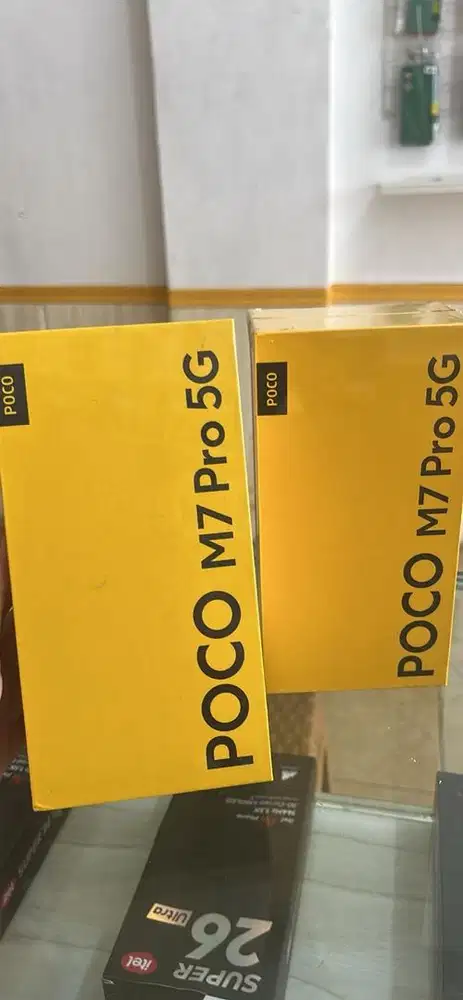 POCO
POCO M7 Pro 5G
POCO
POCO M7 Pro 5G
itel
SUPER
26
Ultra